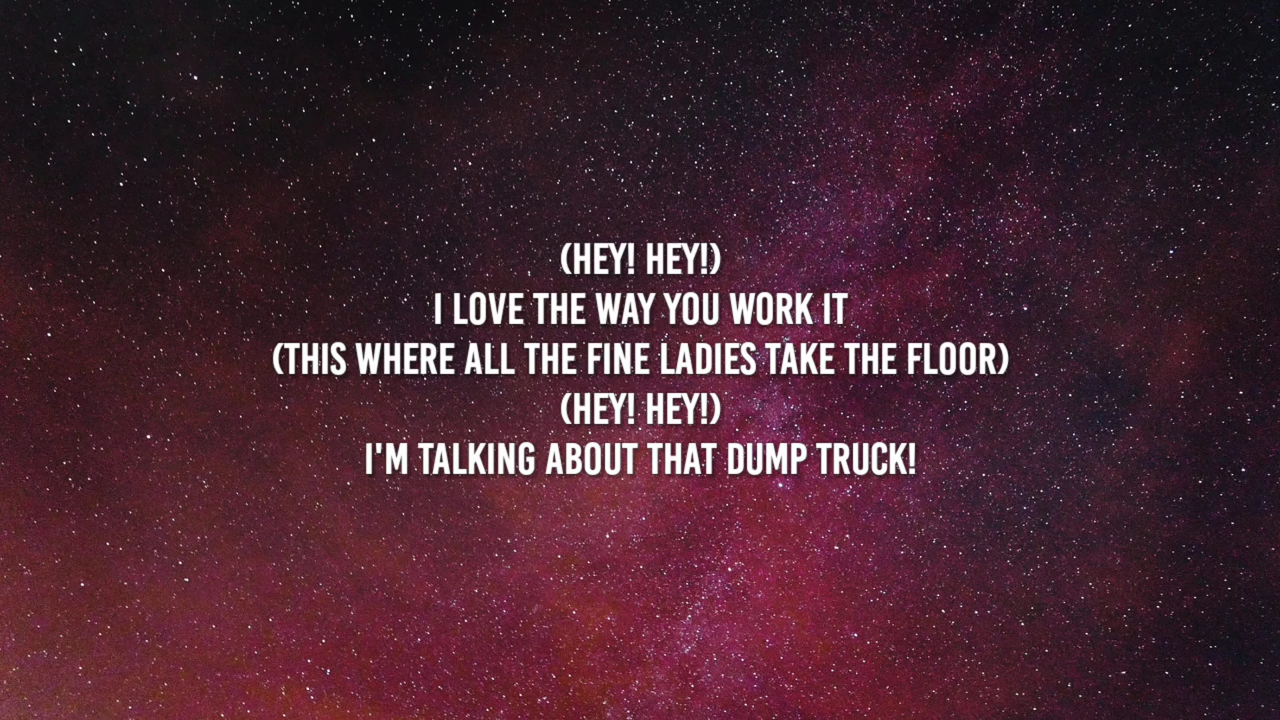 (HEY! HEY!)
I LOVE THE WAY YOU WORK IT
(THIS WHERE ALL THE FINE LADIES TAKE THE FLOOR)
(HEY! HEY!)
I'M TALKING ABOUT THAT DUMP TRUCK!